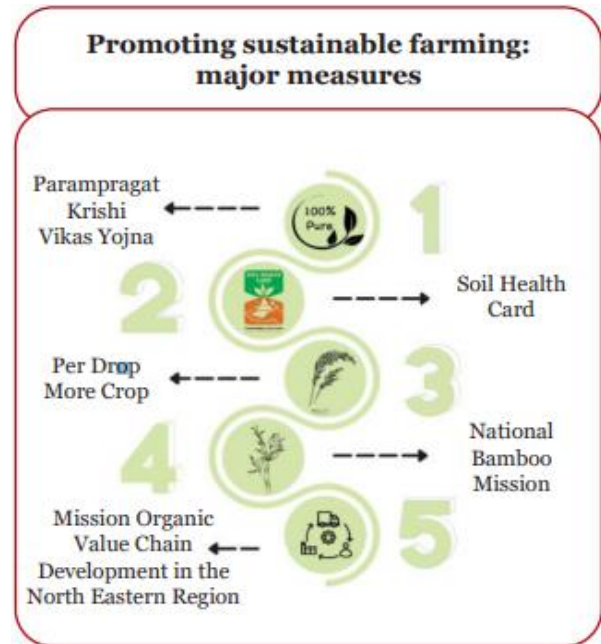 Promoting sustainable farming:
major measures
Parampragat
Krishi
Vikas Yojna
100%
Pure
1
2
Soil Health
Card
Per Drop
More Crop
3
4
National
Bamboo
Mission
Mission Organic
Value Chain
Development in the
North Eastern Region
5